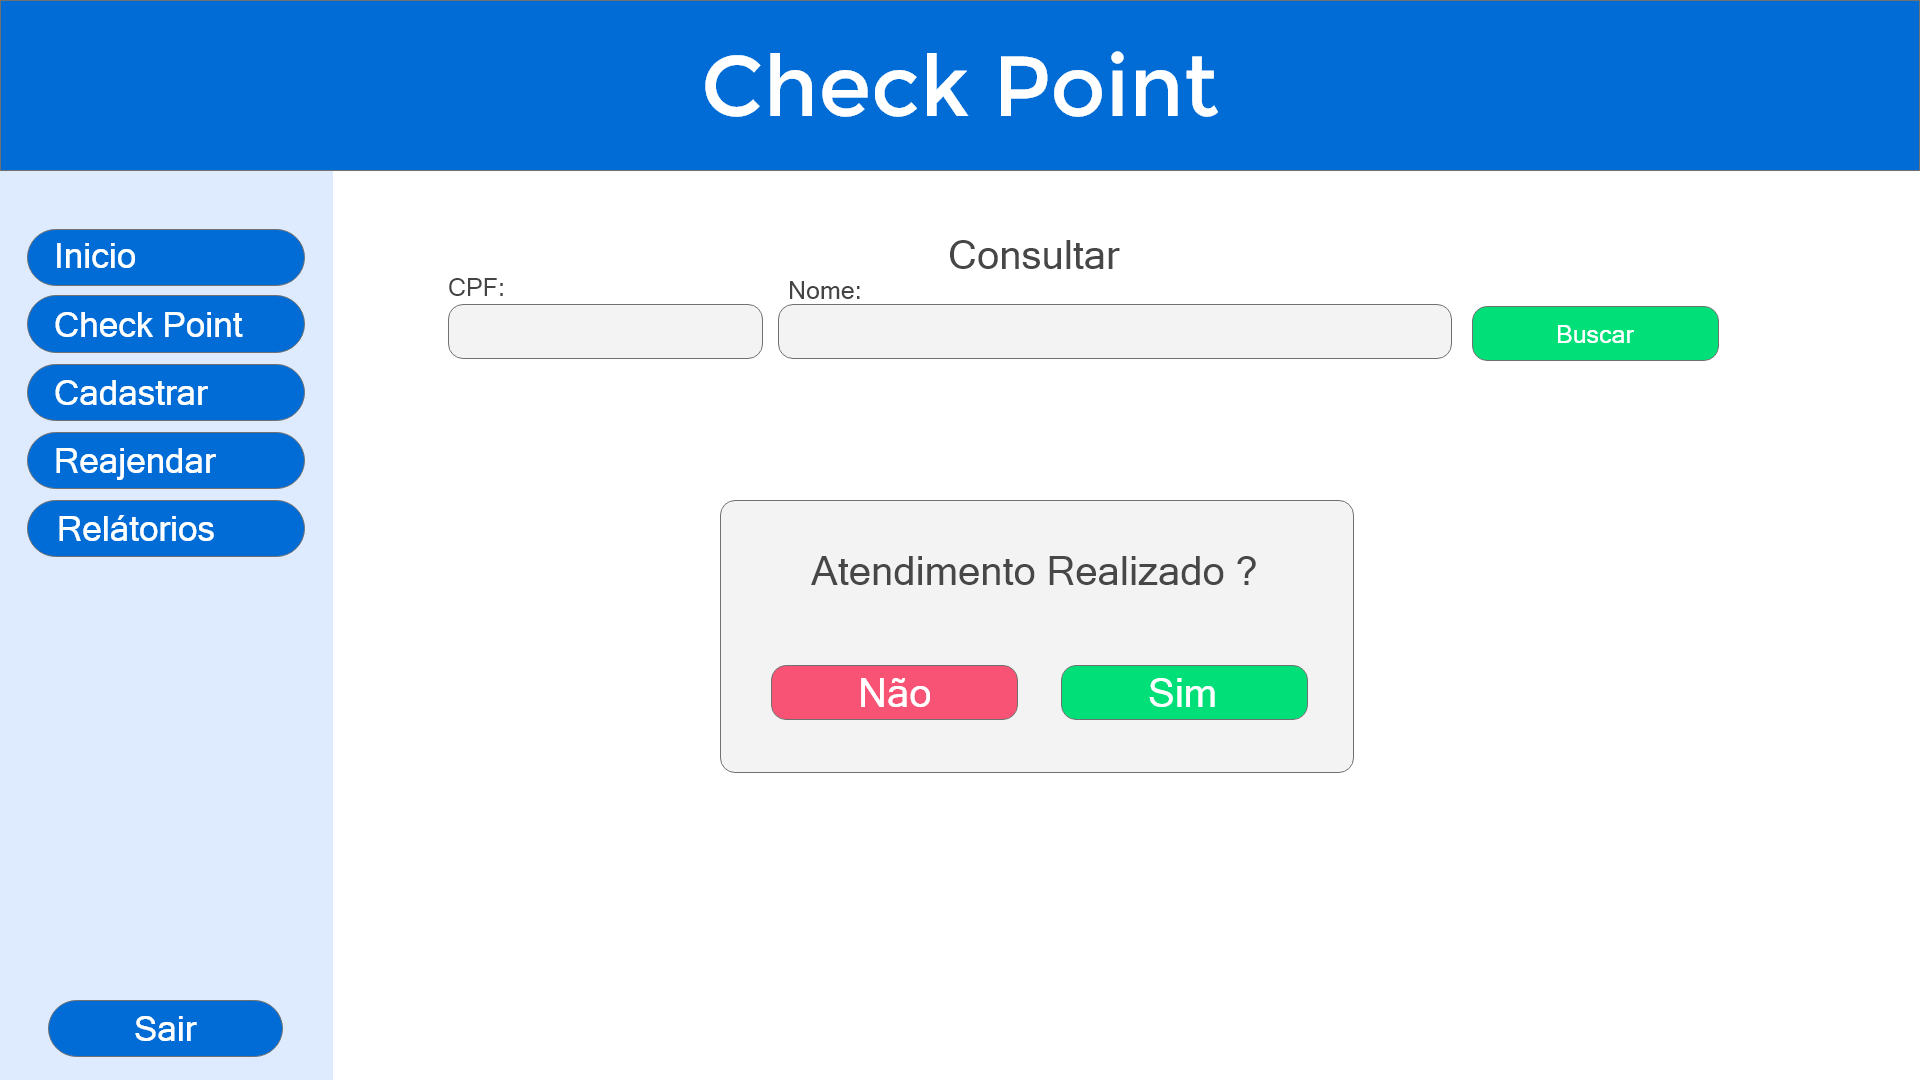 Check Point
Inicio
Check Point
Cadastrar
Reajendar
Relátorios
Sair
Consultar
CPF:
Nome:
Buscar
Atendimento Realizado ?
Não
Sim